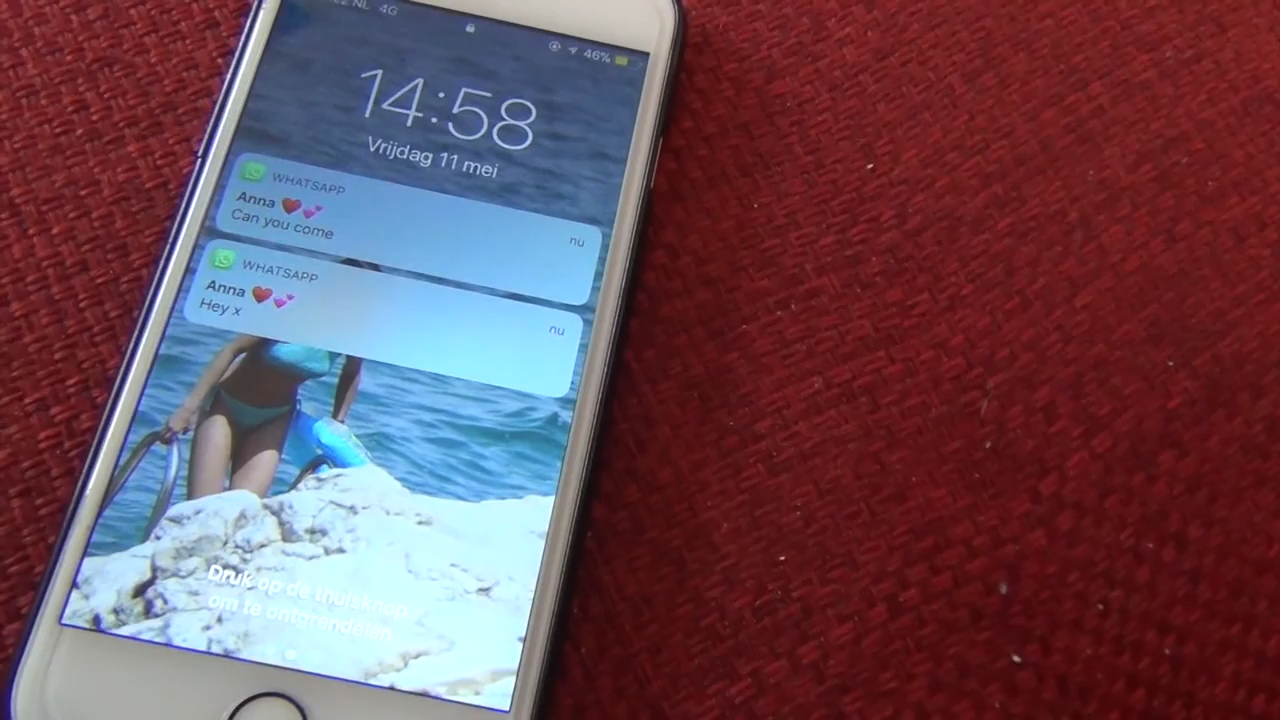 NL 4G
46%
14:58
Vrijdag 11 mei
WHATSAPP
Anna ❤️💕
Can you come
nu
WHATSAPP
Anna ❤️💕
Hey x
nu
Druk op de thuisknop
om te ontgrendelen